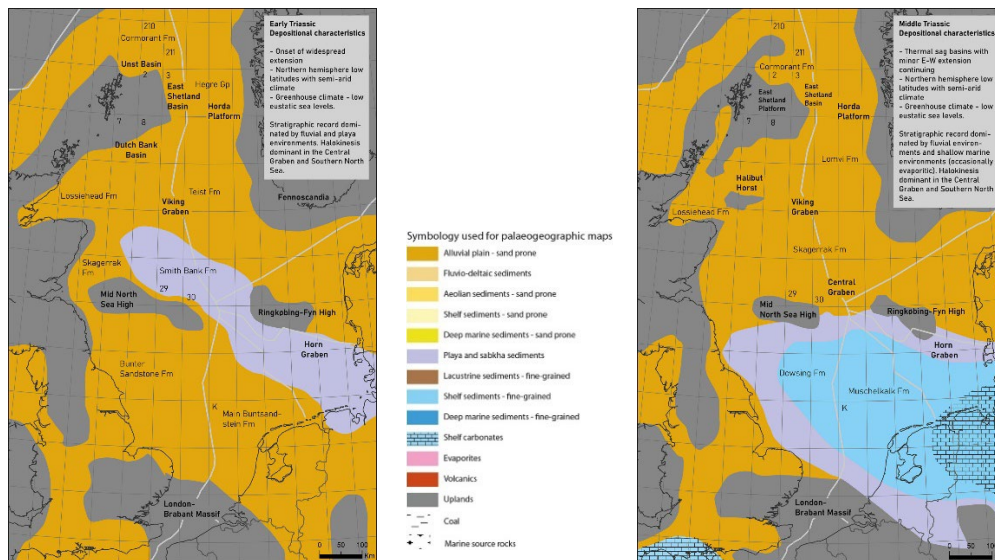 Early Triassic
Depositional characteristics
- Onset of widespread
extension
- Northern hemisphere low
latitudes with semi-arid
climate
- Greenhouse climate - low
eustatic sea levels.
Stratigraphic record domi-
nated by fluvial and playa
environments. Halokinesis
dominant in the Central
Graben and Southern North
Sea.
210
Cormorant Fm
211
Unst Basin
2
3
Hegre Gp
East
Shetland
Basin
Horda
Platform
7
8
Dutch Bank
Basin
Teist Fm
Lossiehead Fm
Viking
Graben
Fennoscandia
Skagerrak
Fm
Smith Bank Fm
29
Mid North
Sea High
30
Ringkøbing-Fyn High
Horn
Graben
Bunter
Sandstone Fm
K
Main Buntsand-
stein Fm
London-
Brabant Massif
0
Km
Symbology used for palaeogeographic maps
Alluvial plain - sand prone
Fluvio-deltaic sediments
Aeolian sediments - sand prone
Shelf sediments - sand prone
Deep marine sediments - sand prone
Playa and sabkha sediments
Lacustrine sediments - fine-grained
Shelf sediments - fine-grained
Deep marine sediments - fine-grained
Shelf carbonates
Evaporites
Volcanics
Uplands
Coal
Marine source rocks
Middle Triassic
Depositional characteristics
- Thermal sag basins with
minor E-W extension
continuing
- Northern hemisphere low
latitudes with semi-arid
climate
- Greenhouse climate - low
eustatic sea levels.
Stratigraphic record domi-
nated by fluvial environ-
ments and shallow marine
environments (occasionally
evaporitic). Halokinesis
dominant in the Central
Graben and Southern North
Sea.
210
211
Cormorant Fm
2
3
East
Shetland
Platform
East
Shetland
Basin
Horda
Platform
7
8
Lomvi Fm
Halibut
Horst
Lossiehead Fm
Viking
Graben
Skagerrak Fm
Central
Graben
29
30
Mid
North Sea High
Ringkøbing-Fyn High
Horn
Graben
Dowsing Fm
Muschelkalk Fm
K
London-
Brabant Massif
0
50